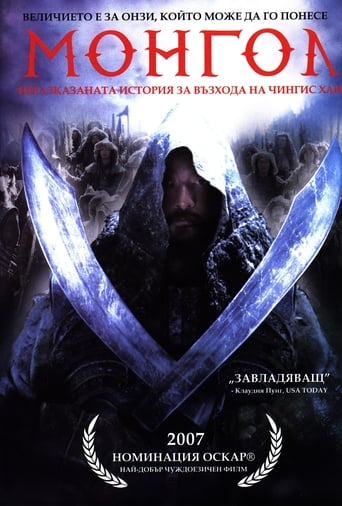 ВЕЛИЧИЕТО Е ЗА ОНЗИ, КОЙТО МОЖЕ ДА ГО ПОНЕСЕ
МОНГОЛ
НЕРАЗКАЗАНАТА ИСТОРИЯ ЗА ВЪЗХОДА НА ЧИНГИС ХАН
„ЗАВЛАДЯВАЩ”
- Клаудия Пунг, USA TODAY
2007
НОМИНАЦИЯ ОСКАР®
НАЙ-ДОБЪР ЧУЖДОЕЗИЧЕН ФИЛМ